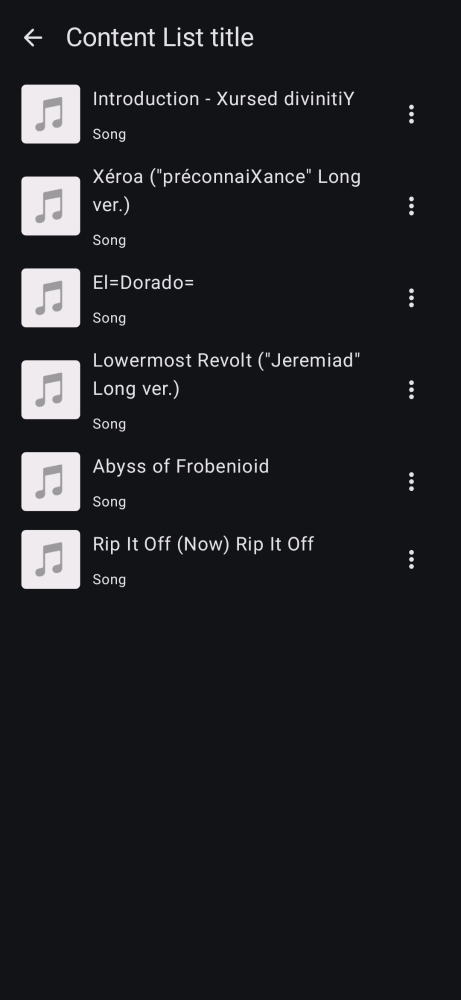 Content List title
Introduction - Xursed divinitiY
Song
Xéroa ("préconnaiXance" Long
ver.)
Song
El=Dorado=
Song
Lowermost Revolt ("Jeremiad"
Long ver.)
Song
Abyss of Frobenioid
Song
Rip It Off (Now) Rip It Off
Song